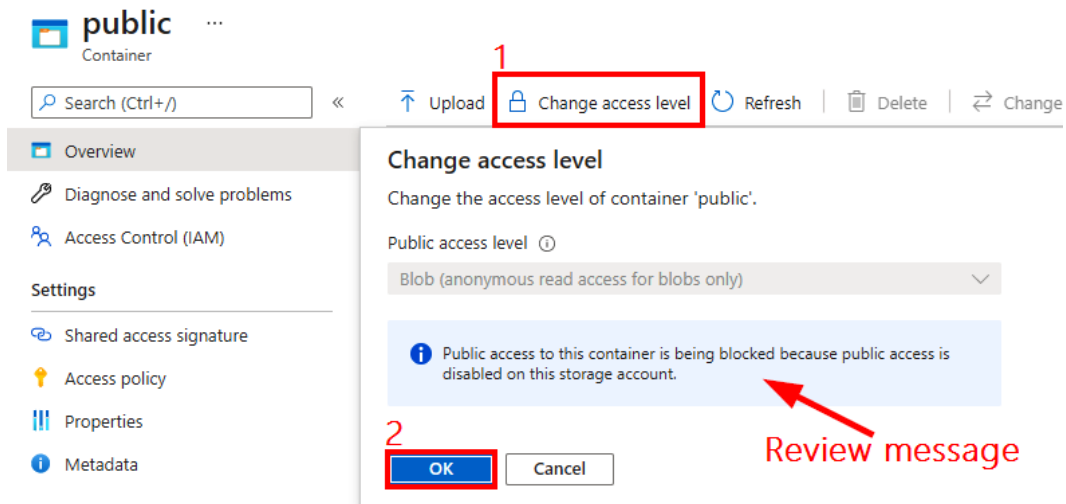 public ...
Container
1
Search (Ctrl+/)
«
Upload
Change access level
Refresh
Delete
Change
Overview
Diagnose and solve problems
Access Control (IAM)
Settings
Shared access signature
Access policy
Properties
Metadata
Change access level
Change the access level of container 'public'.
Public access level
Blob (anonymous read access for blobs only)
Public access to this container is being blocked because public access is
disabled on this storage account.
Review message
2
OK
Cancel